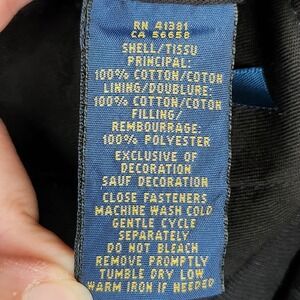 RN 41381
CA 56658
SHELL/TISSU
PRINCIPAL:
100% COTTON/COTON
LINING/DOUBLURE:
100% COTTON/COTON
FILLING/
REMBOURRAGE:
100% POLYESTER
EXCLUSIVE OF
DECORATION
SAUF DECORATION
CLOSE FASTENERS
MACHINE WASH COLD
GENTLE CYCLE
SEPARATELY
DO NOT BLEACH
REMOVE PROMPTLY
TUMBLE DRY LOW
WARM IRON IF NEEDED